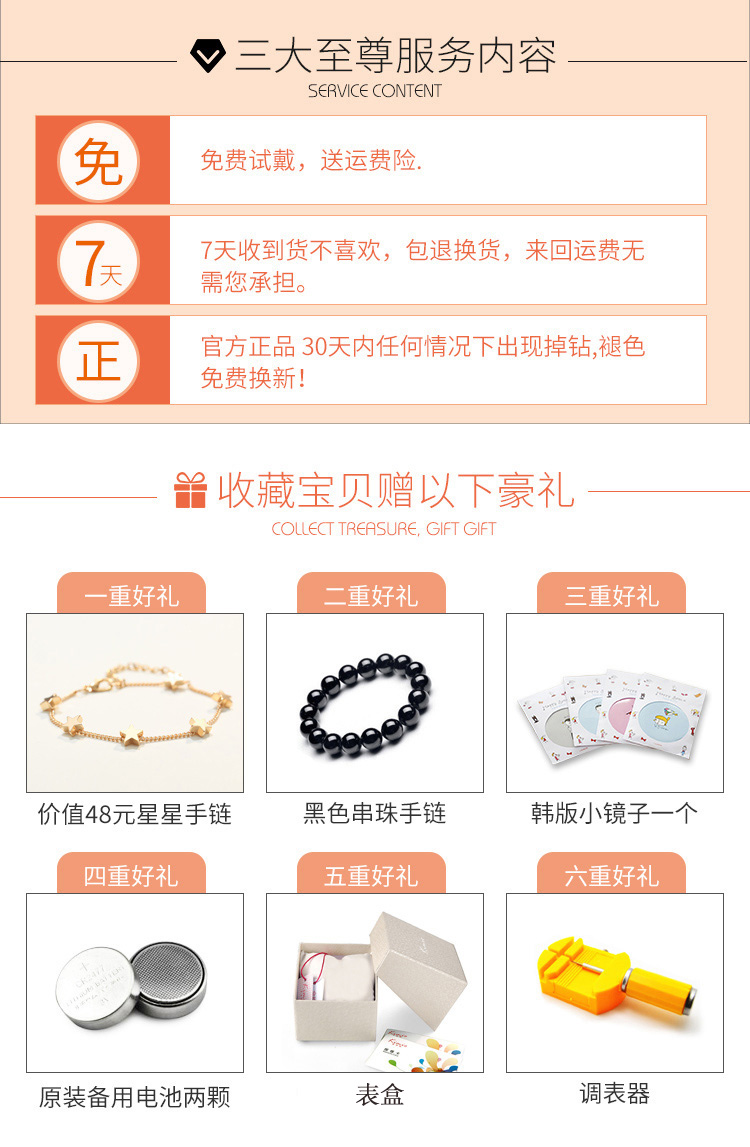 三大至尊服务内容
SERVICE CONTENT
免
免费试戴，送运费险.
7天
7天收到货不喜欢，包退换货，来回运费无
需您承担。
正
官方正品 30天内任何情况下出现掉钻,褪色
免费换新！
收藏宝贝赠以下豪礼
COLLECT TREASURE, GIFT GIFT
一重好礼
二重好礼
三重好礼
价值48元星星手链
黑色串珠手链
韩版小镜子一个
四重好礼
五重好礼
六重好礼
原装备用电池两颗
表盒
调表器